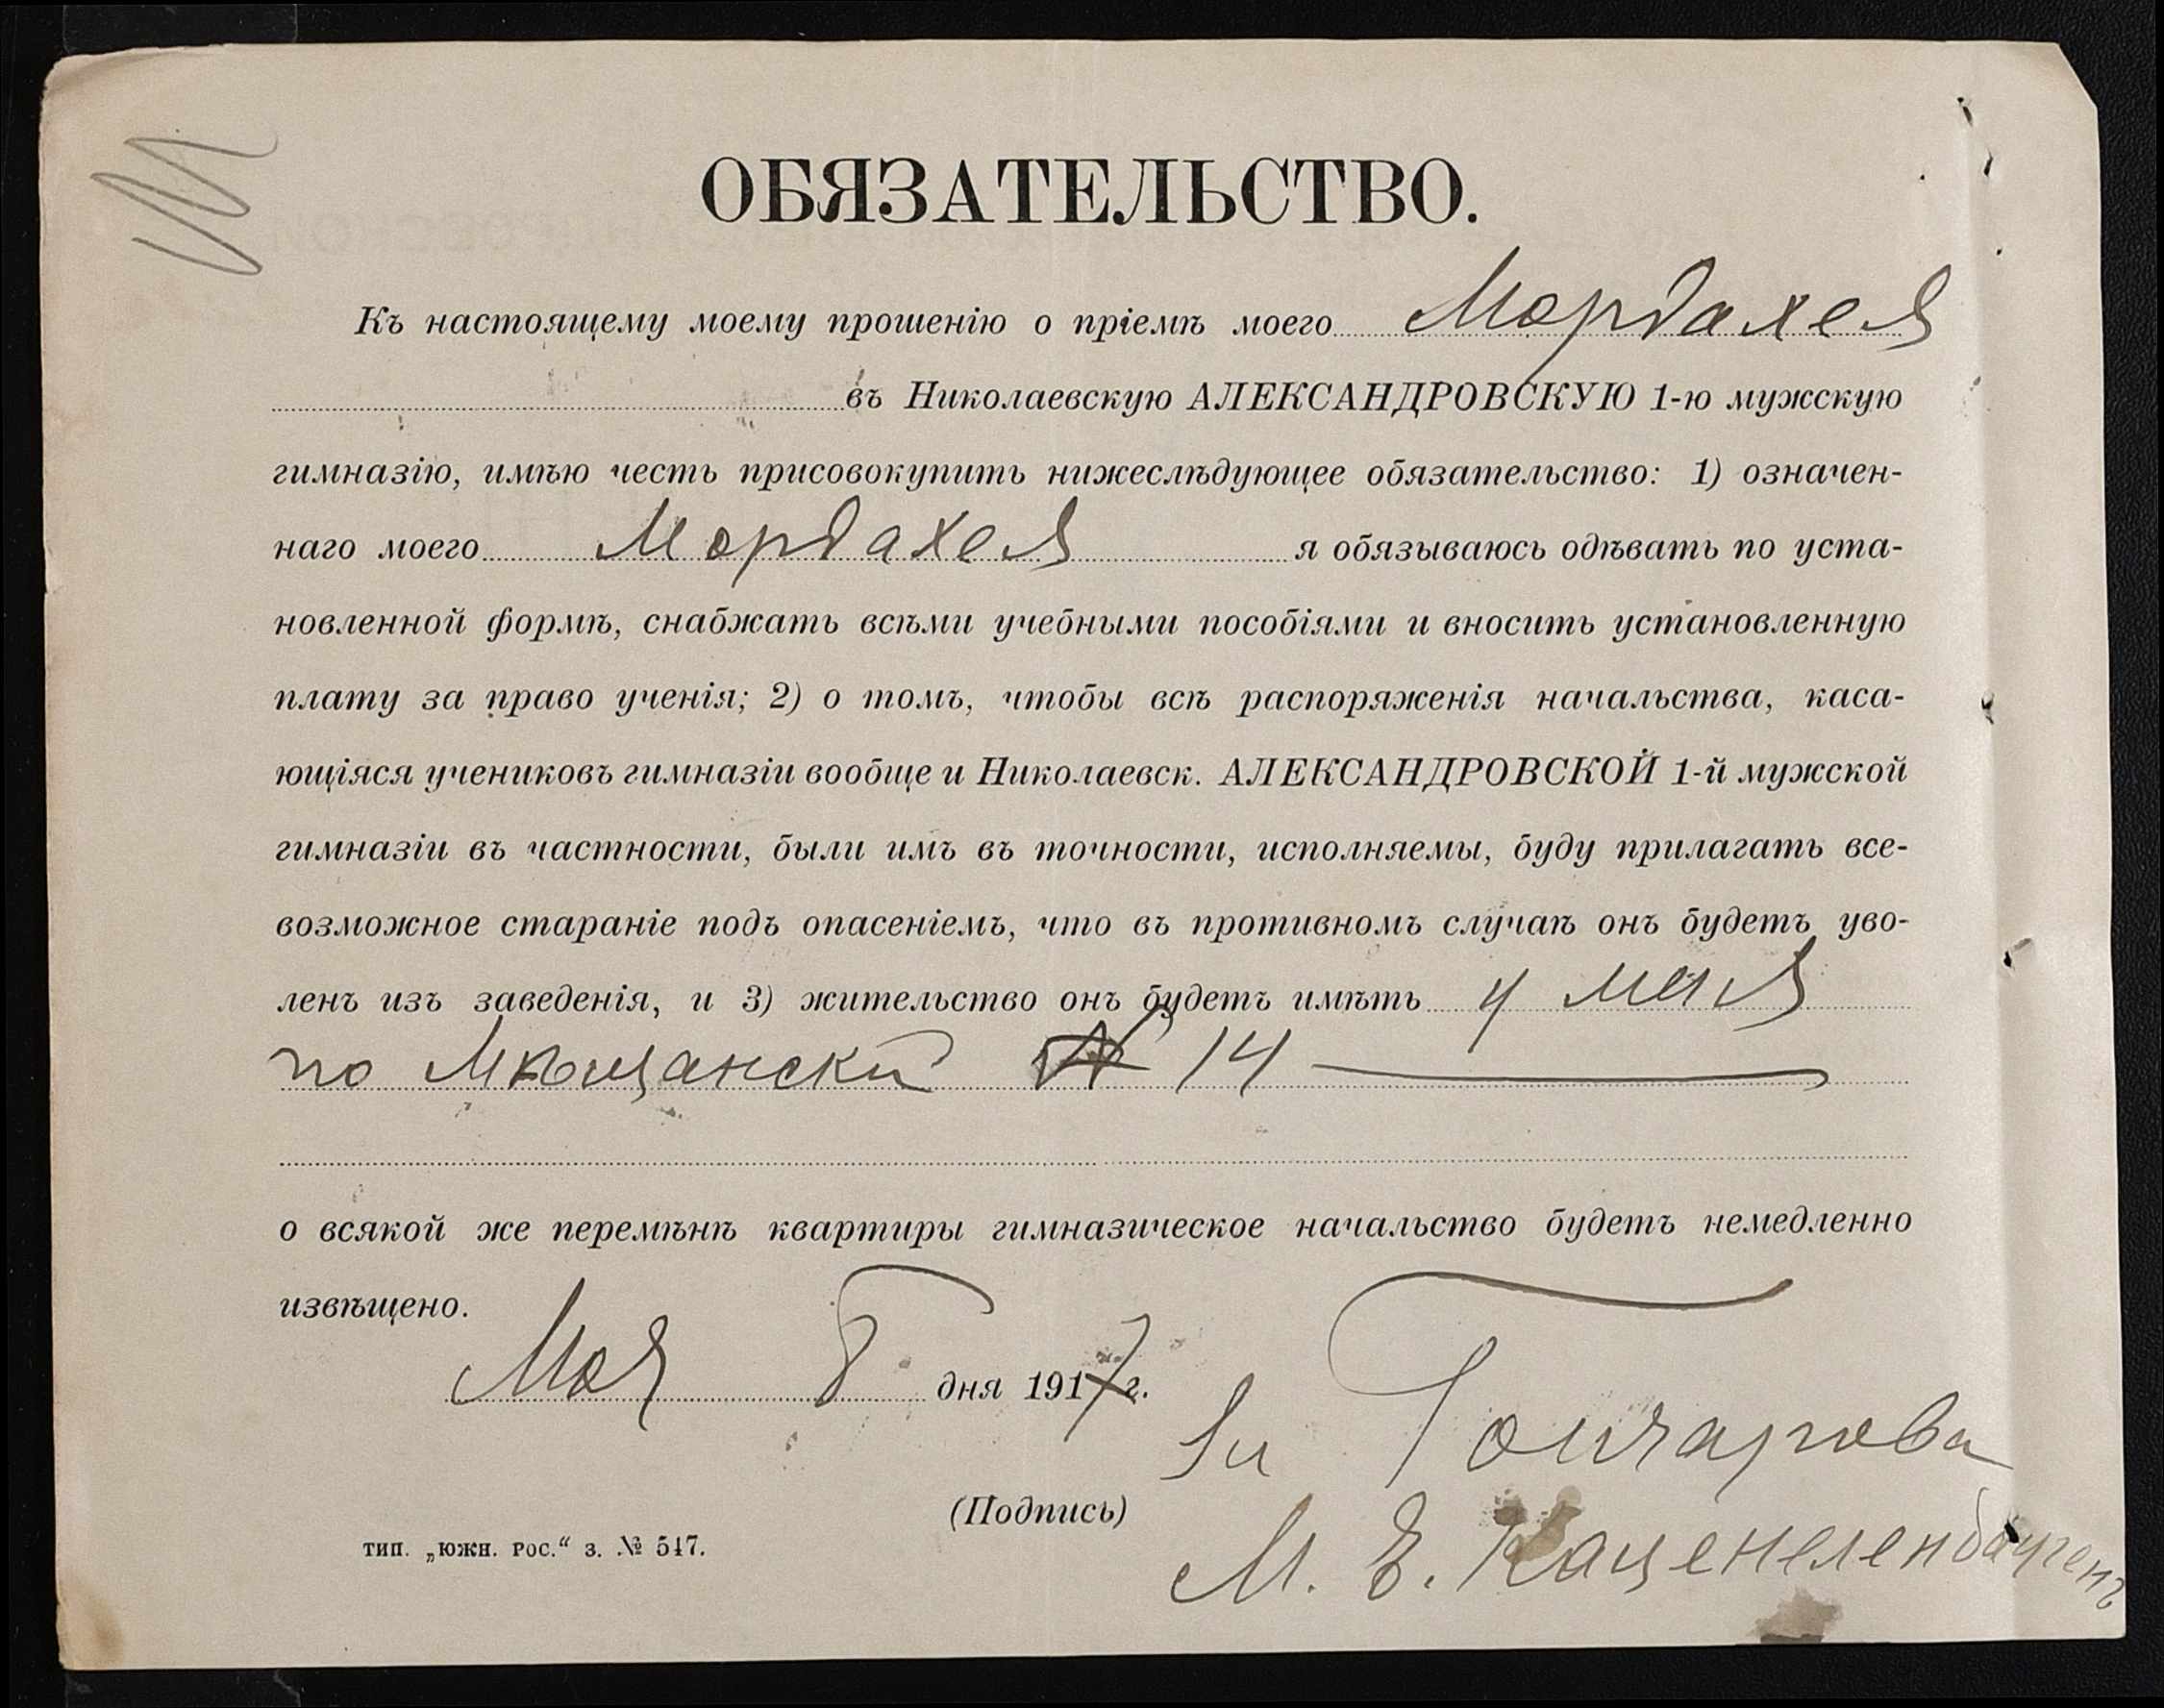 ОБЯЗАТЕЛЬСТВО.
Къ настоящему моему прошенію о пріемѣ моего Мордахея
въ Николаевскую АЛЕКСАНДРОВСКУЮ 1-ю мужскую
гимназію, имѣю честь присовокупить нижеслѣдующее обязательство: 1) означен-
наго моего Мордахея я обязываюсь одѣвать по уста-
новленной формѣ, снабжать всѣми учебными пособіями и вносить установленную
плату за право ученія; 2) о томъ, чтобы всѣ распоряженія начальства, каса-
ющіяся учениковъ гимназіи вообще и Николаевск. АЛЕКСАНДРОВСКОЙ 1-й мужской
гимназіи въ частности, были имъ въ точности, исполняемы, буду прилагать все-
возможное стараніе подъ опасеніемъ, что въ противномъ случаѣ онъ будетъ уво-
ленъ изъ заведенія, и 3) жительство онъ будетъ имѣть у меня
по Мѣщански № 14
о всякой же перемѣнѣ квартиры гимназическое начальство будетъ немедленно
извѣщено.
Мая дня 1917 г.
Гончарова
(Подпись)
М. Каценеленбоугенъ
тип. „южн. рос.“ з. № 547.